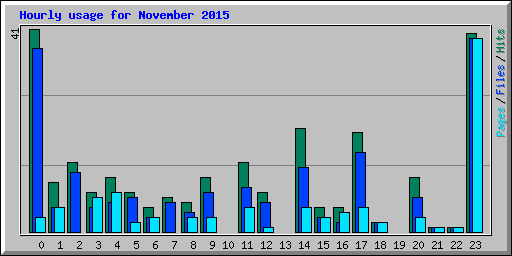 Hourly usage for November 2015
41
Pages/Files/Hits
0 1 2 3 4 5 6 7 8 9 10 11 12 13 14 15 16 17 18 19 20 21 22 23